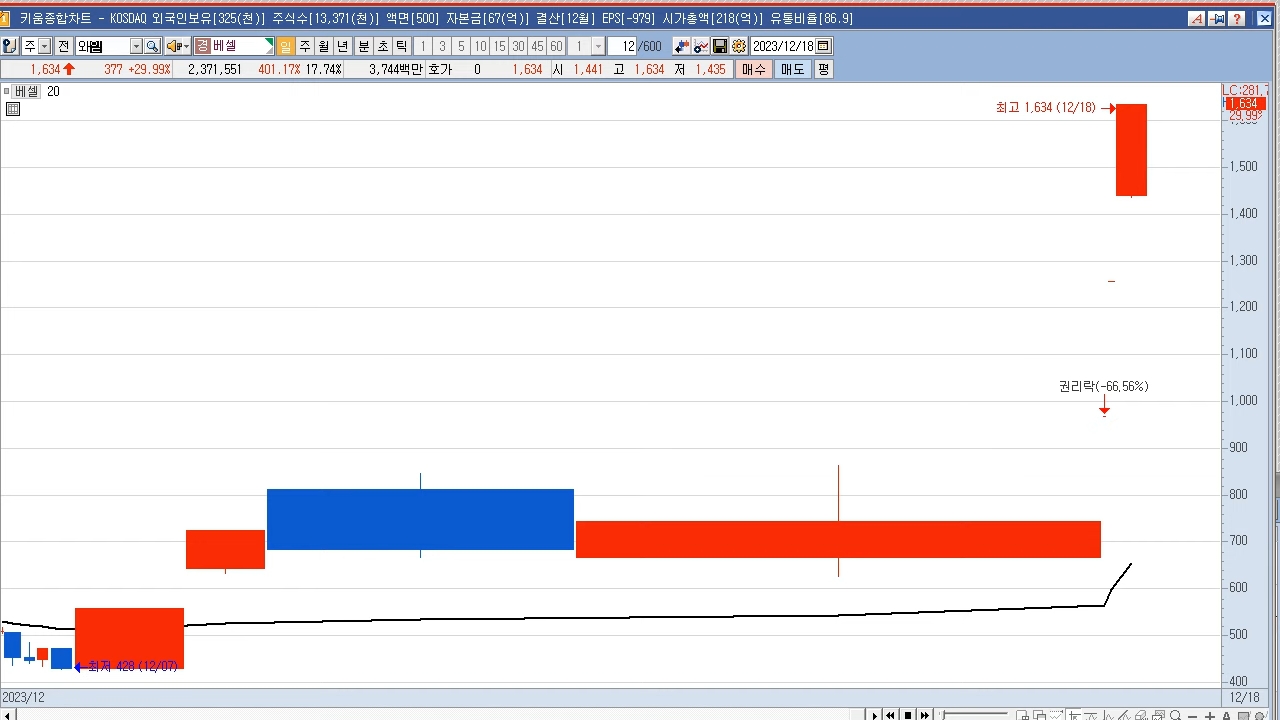 키움종합차트 - KOSDAQ 외국인보유[325(천)] 주식수[13,371(천)] 액면[500] 자본금[67(억)] 결산[12월] EPS[-979] 시가총액[218(억)] 유통비율[86.9]
주 전 경 베셀 일 주 월 년 분 초 틱 1 3 5 10 15 30 45 60 1 12 /600 2023/12/18
1,634 377 +29.99% 2,371,551 401.17% 17.74% 3,744백만 호가 0 1,634 시 1,441 고 1,634 저 1,435 매수 매도 평
베셀 20
LC:281,7
최고 1,634 (12/18)
1,634
29.99%
1,500
1,400
1,300
1,200
1,100
권리락(-66,56%)
1,000
900
800
700
600
500
최저 428 (12/07)
400
2023/12 12/18